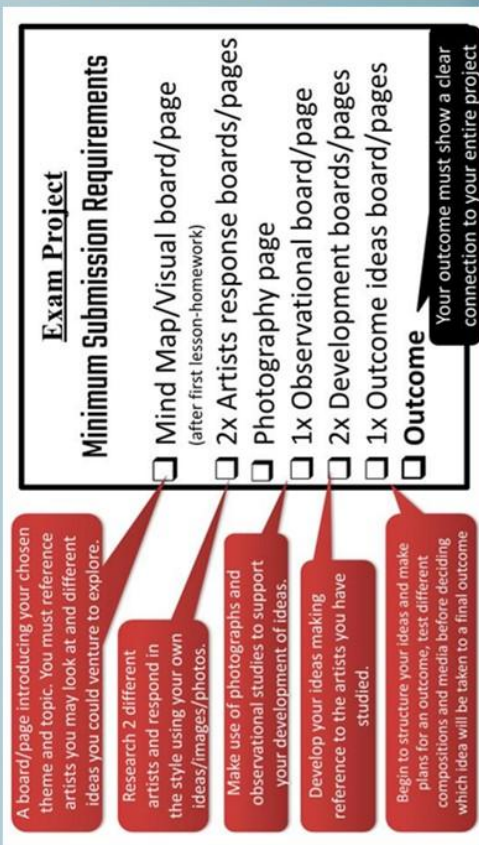 Exam Project
Minimum Submission Requirements
Mind Map/Visual board/page
(after first lesson-homework)
2x Artists response boards/pages
Photography page
1x Observational board/page
2x Development boards/pages
1x Outcome ideas board/pages
Outcome
A board/page introducing your chosen
theme and topic. You must reference
artists you may look at and different
ideas you could venture to explore.
Research 2 different
artists and respond in
the style using your own
ideas/images/photos.
Make use of photographs and
observational studies to support
your development of ideas.
Develop your ideas making
reference to the artists you have
studied.
Begin to structure your ideas and make
plans for an outcome, test different
compositions and media before deciding
which idea will be taken to a final outcome
Your outcome must show a clear
connection to your entire project